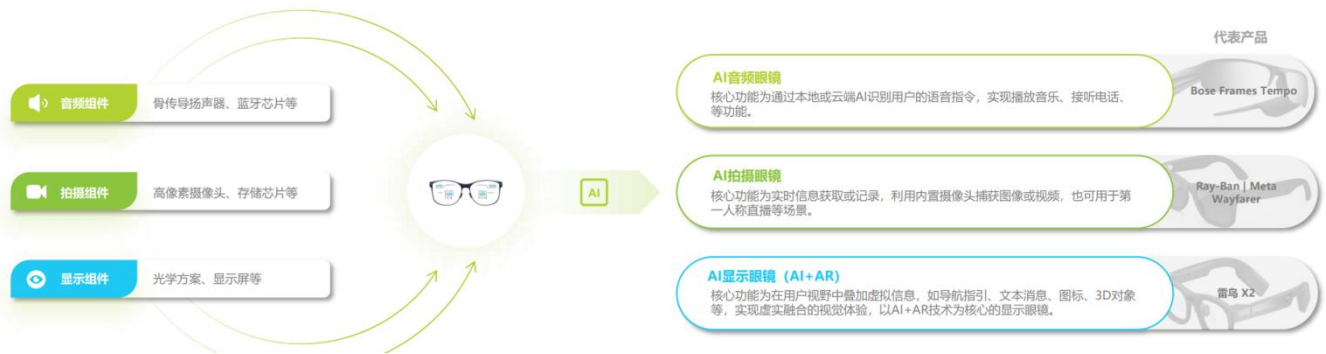 代表产品
音频组件
骨传导扬声器、蓝牙芯片等
拍摄组件
高像素摄像头、存储芯片等
显示组件
光学方案、显示屏等
AI
AI音频眼镜
核心功能为通过本地或云端AI识别用户的语音指令，实现播放音乐、接听电话、
等功能。
Bose Frames Tempo
AI拍摄眼镜
核心功能为实时信息获取或记录，利用内置摄像头捕获图像或视频，也可用于第
一人称直播等场景。
Ray-Ban | Meta
Wayfarer
AI显示眼镜（AI+AR）
核心功能为在用户视野中叠加虚拟信息，如导航指引、文本消息、图标、3D对象
等，实现虚实融合的视觉体验，以AI+AR技术为核心的显示眼镜。
雷鸟 X2